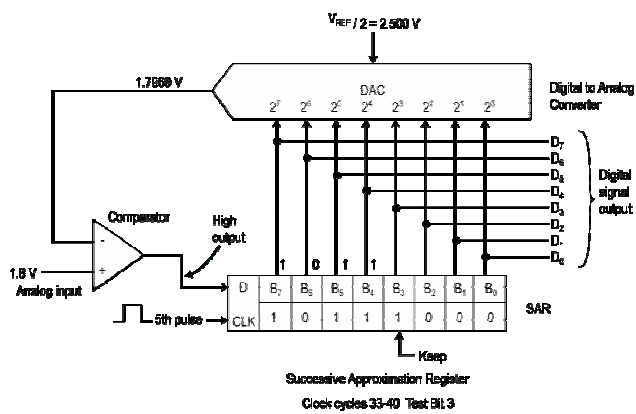 V_REF / 2 = 2.500 V
1.7969 V
DAC
2⁷ 2⁶ 2⁵ 2⁴ 2³ 2² 2¹ 2⁰
Digital to Analog
Converter
D₇
D₆
D₅
D₄
D₃
D₂
D₁
D₀
Digital
signal
output
Comparator
High
output
-
+
1.8 V
Analog input
1 0 1 1
D B₇ B₆ B₅ B₄ B₃ B₂ B₁ B₀
SAR
5th pulse
CLK 1 0 1 1 1 0 0 0
Keep
Successive Approximation Register
Clock cycles 33-40 Test Bit 3